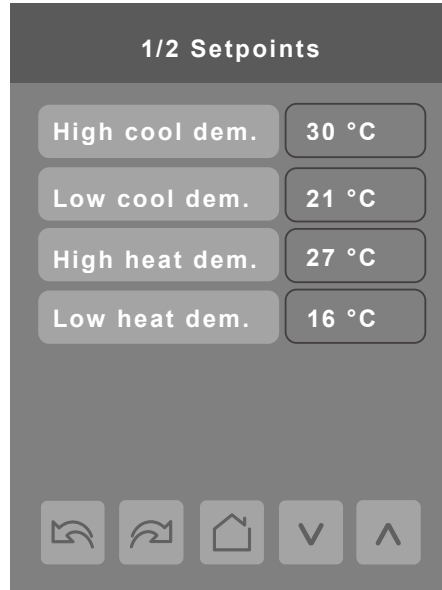 1/2 Setpoints
High cool dem. 30 °C
Low cool dem. 21 °C
High heat dem. 27 °C
Low heat dem. 16 °C